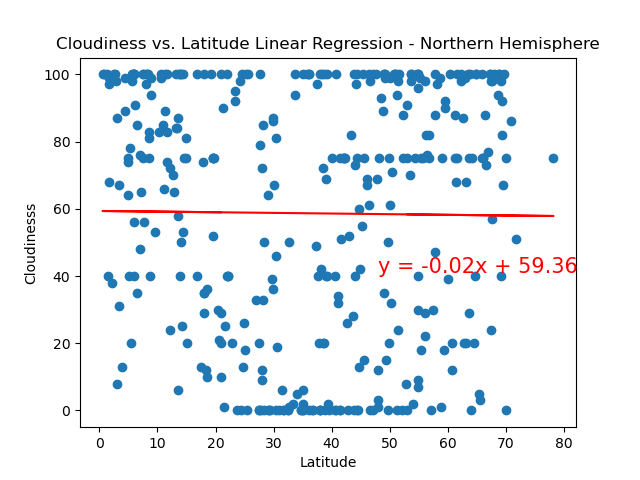 Cloudiness vs. Latitude Linear Regression - Northern Hemisphere
100
80
60
40
20
0
Cloudinesss
y = -0.02x + 59.36
0 10 20 30 40 50 60 70 80
Latitude